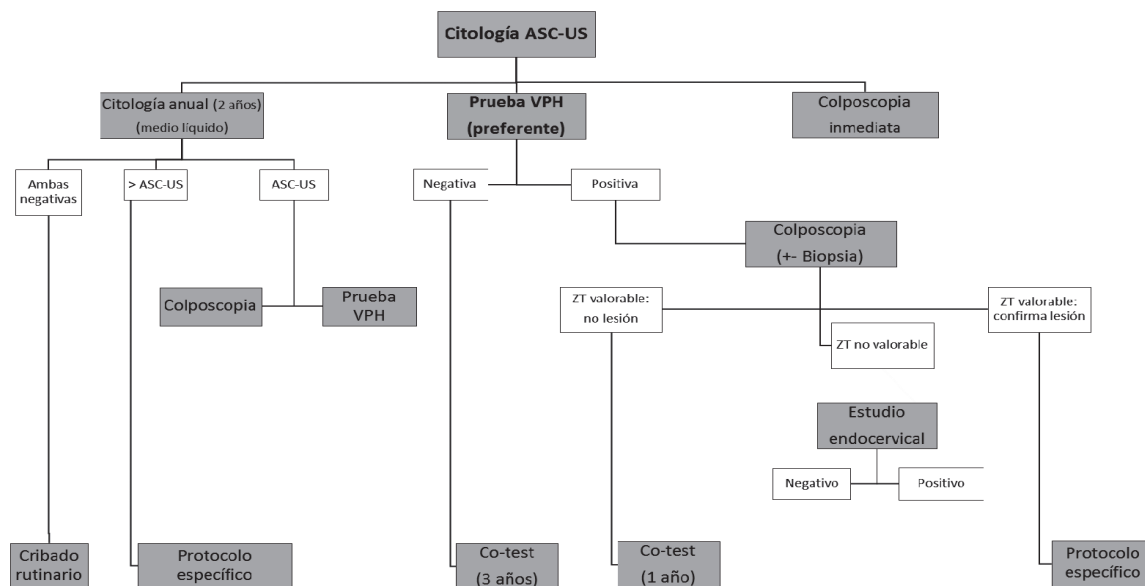 Citología ASC-US
Citología anual (2 años)
(medio líquido)
Prueba VPH
(preferente)
Colposcopia
inmediata
Ambas
negativas
> ASC-US
ASC-US
Negativa
Positiva
Colposcopia
(+- Biopsia)
Colposcopia
Prueba
VPH
ZT valorable:
no lesión
ZT no valorable
ZT valorable:
confirma lesión
Estudio
endocervical
Negativo
Positivo
Cribado
rutinario
Protocolo
específico
Co-test
(3 años)
Co-test
(1 año)
Protocolo
específico